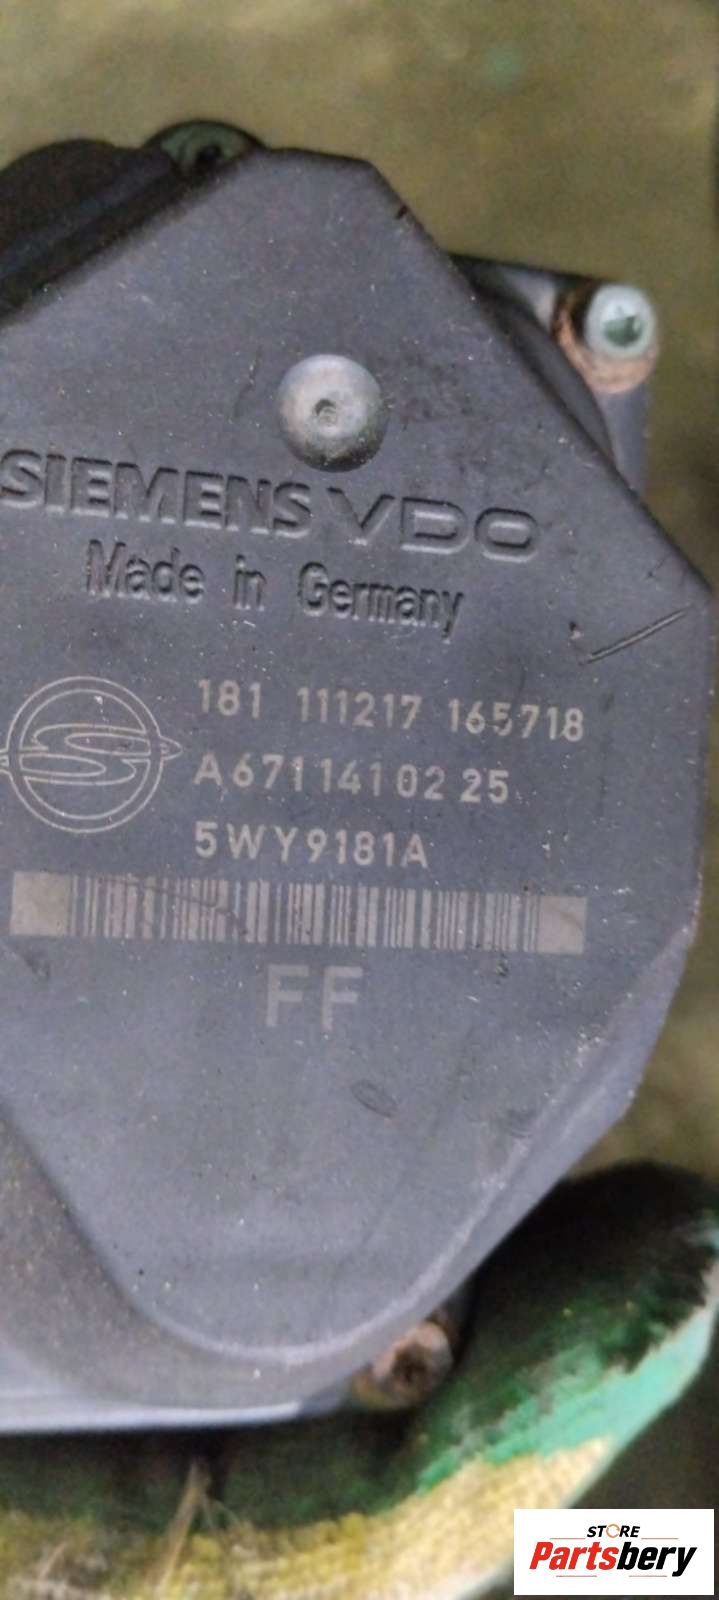 SIEMENS VDO
Made in Germany
181 111217 165718
A671 141 02 25
5WY9181A
FF
STORE
Partsbery